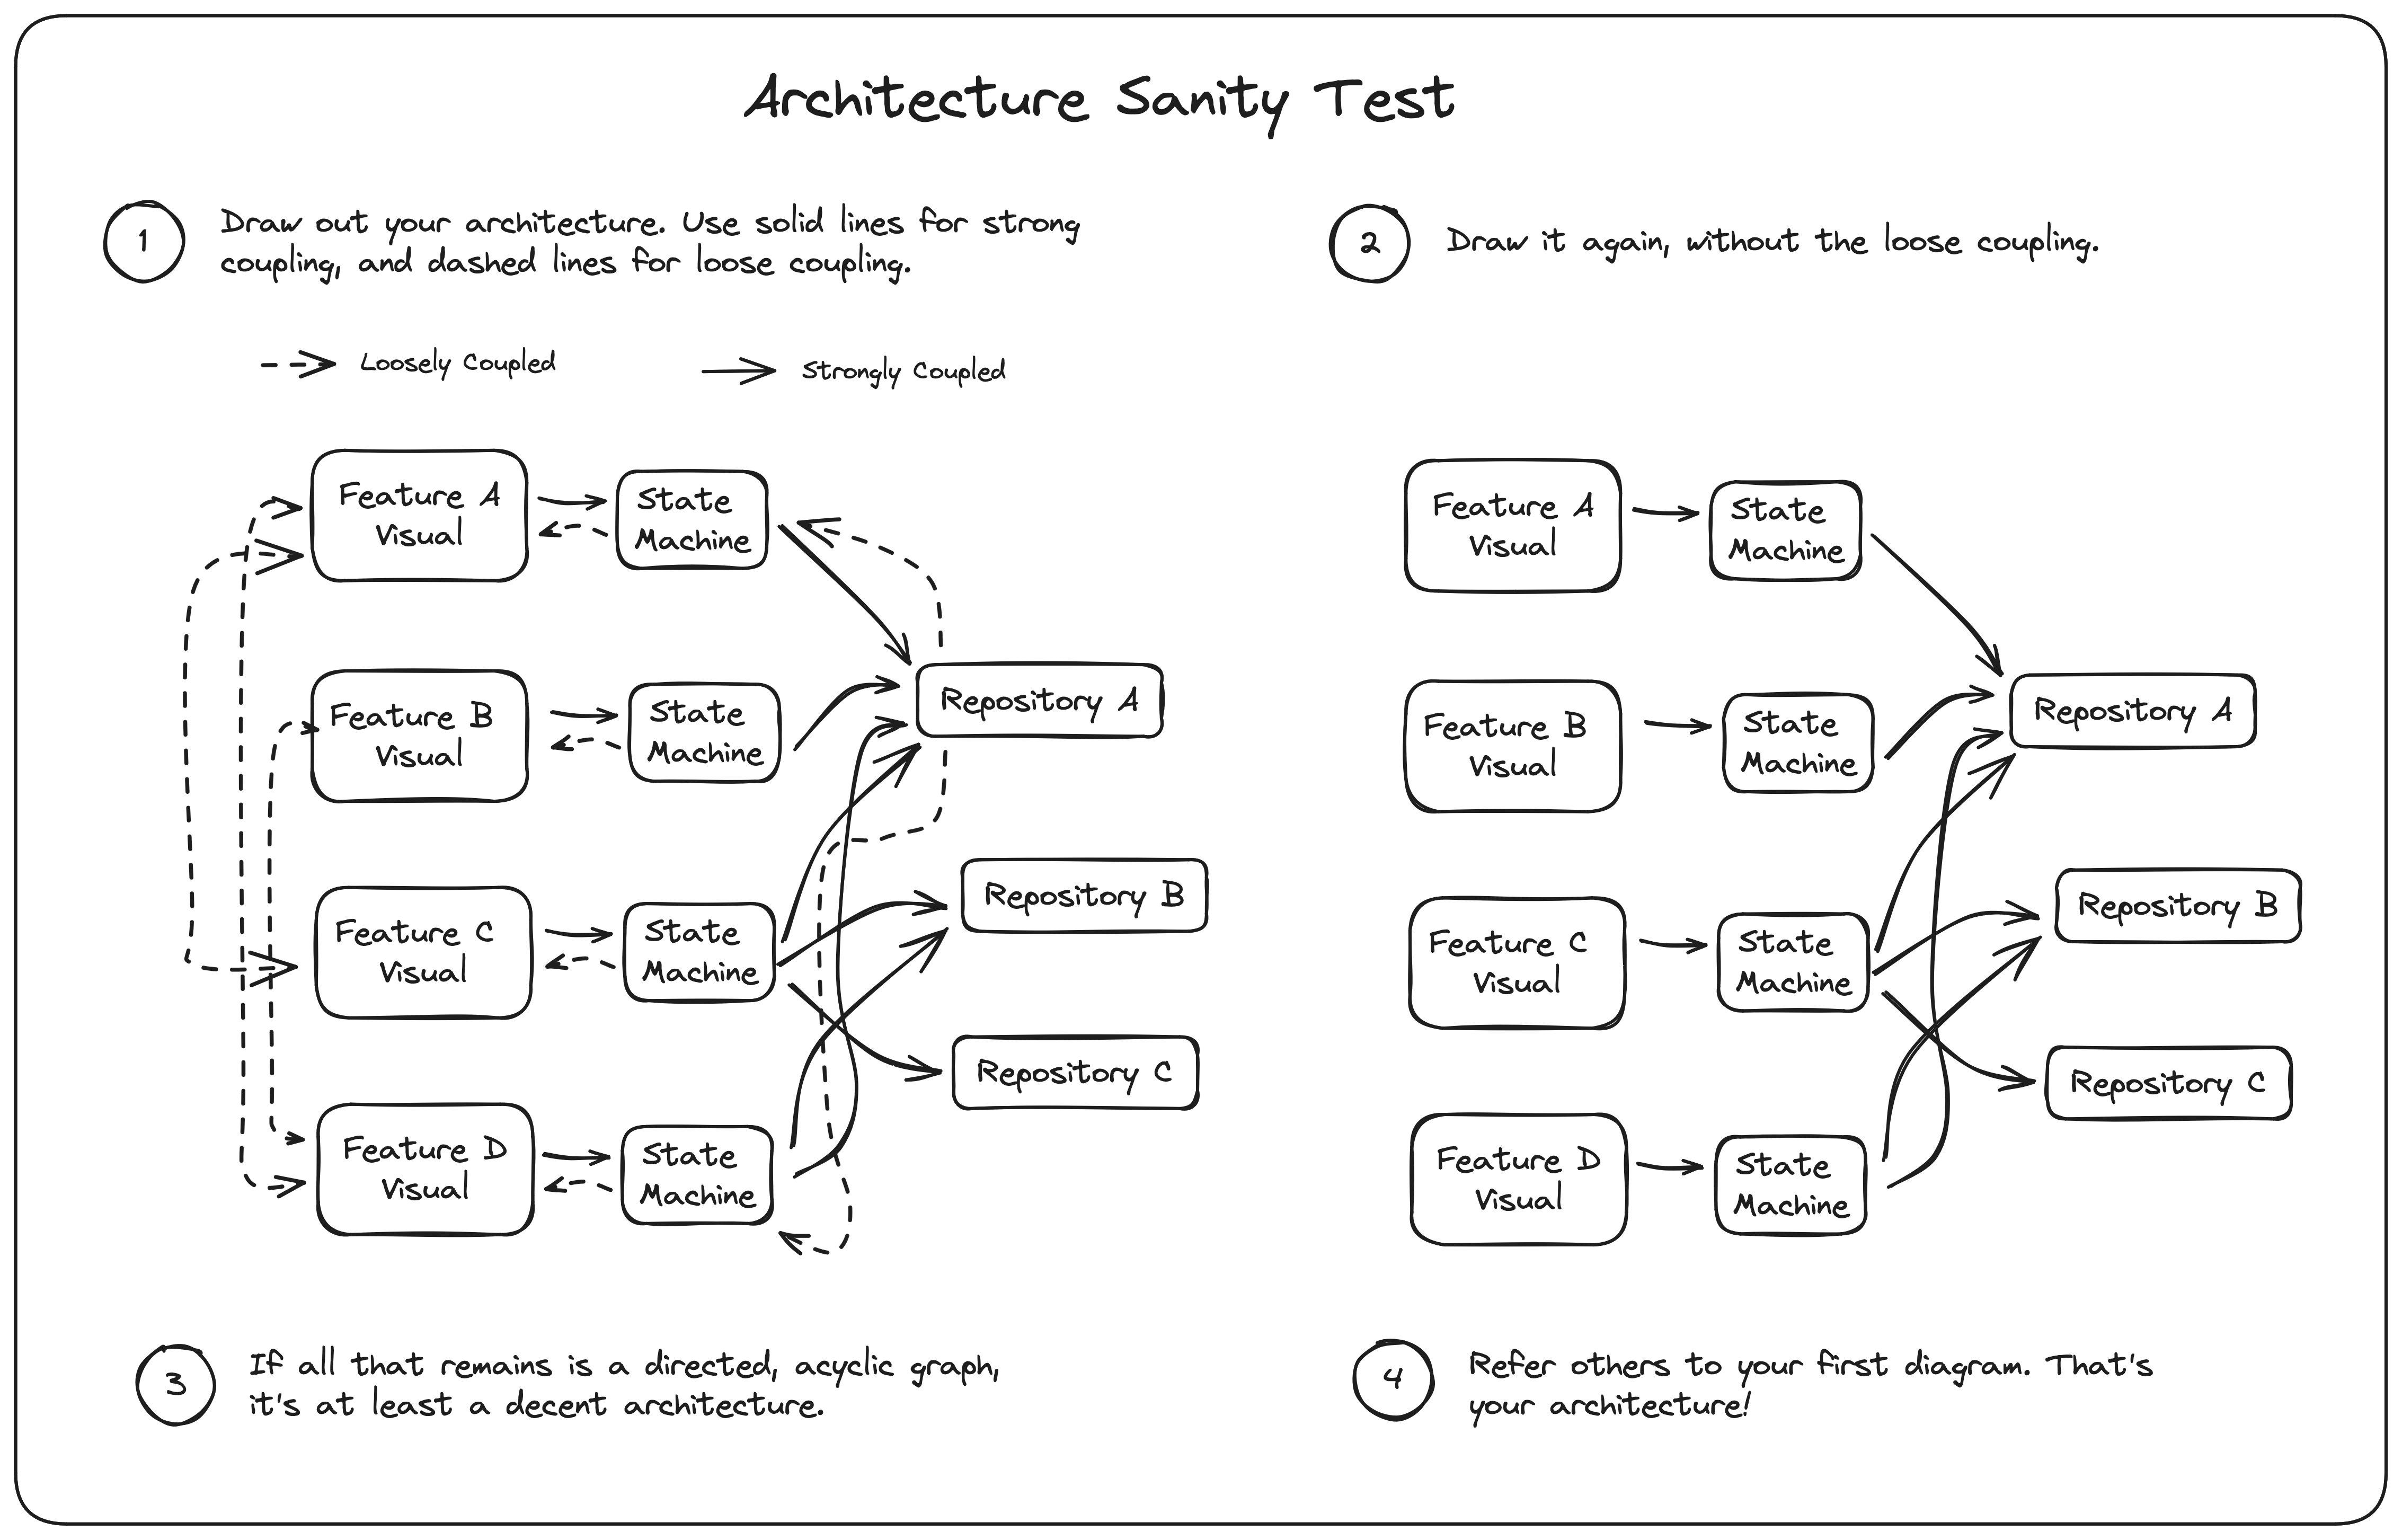 Architecture Sanity Test
1
Draw out your architecture. Use solid lines for strong
coupling, and dashed lines for loose coupling.
Loosely Coupled
Strongly Coupled
Feature A
Visual
State
Machine
Feature B
Visual
State
Machine
Repository A
Feature C
Visual
State
Machine
Repository B
Repository C
Feature D
Visual
State
Machine
2
Draw it again, without the loose coupling.
Feature A
Visual
State
Machine
Feature B
Visual
State
Machine
Repository A
Feature C
Visual
State
Machine
Repository B
Repository C
Feature D
Visual
State
Machine
3
If all that remains is a directed, acyclic graph,
it's at least a decent architecture.
4
Refer others to your first diagram. That's
your architecture!